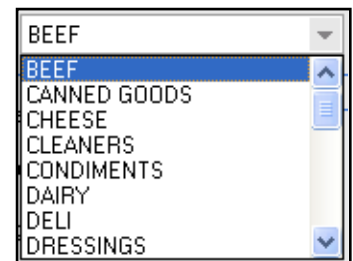 BEEF
BEEF
CANNED GOODS
CHEESE
CLEANERS
CONDIMENTS
DAIRY
DELI
DRESSINGS